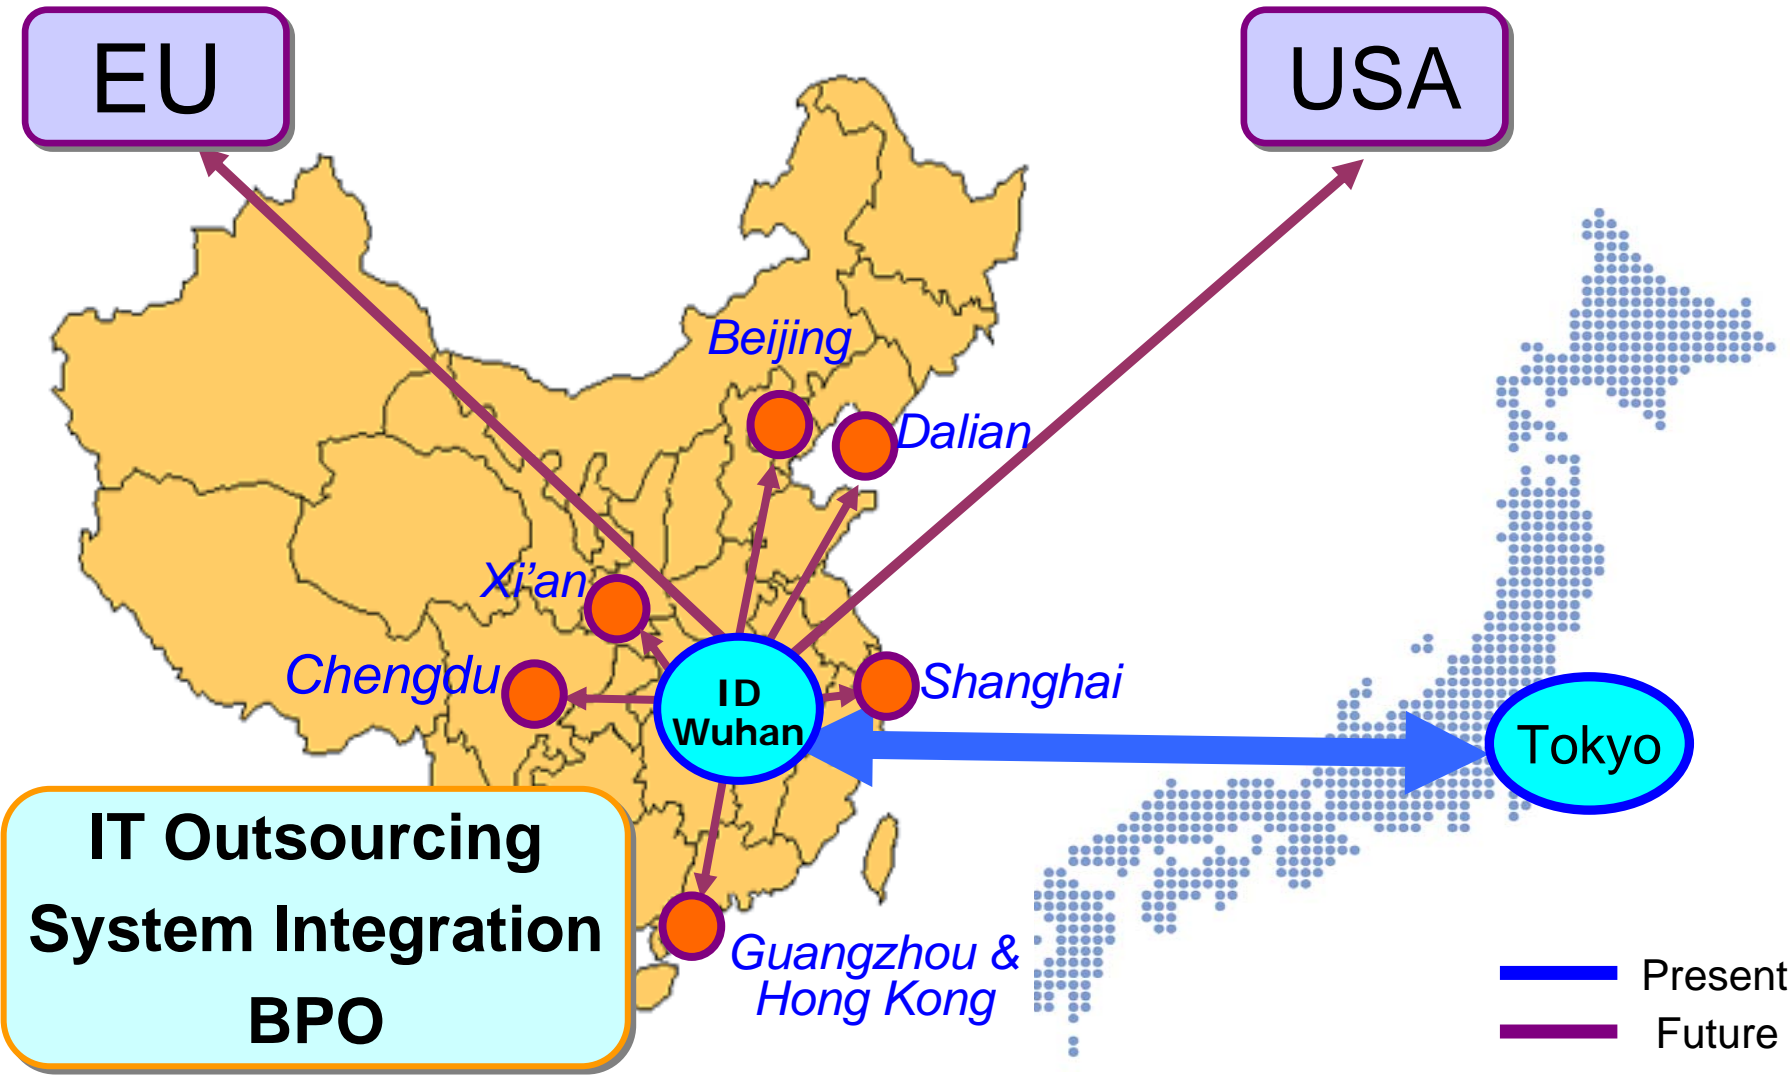 EU
USA
Beijing
Dalian
Xi’an
Chengdu
ID
Wuhan
Shanghai
Tokyo
IT Outsourcing
System Integration
BPO
Guangzhou &
Hong Kong
Present
Future